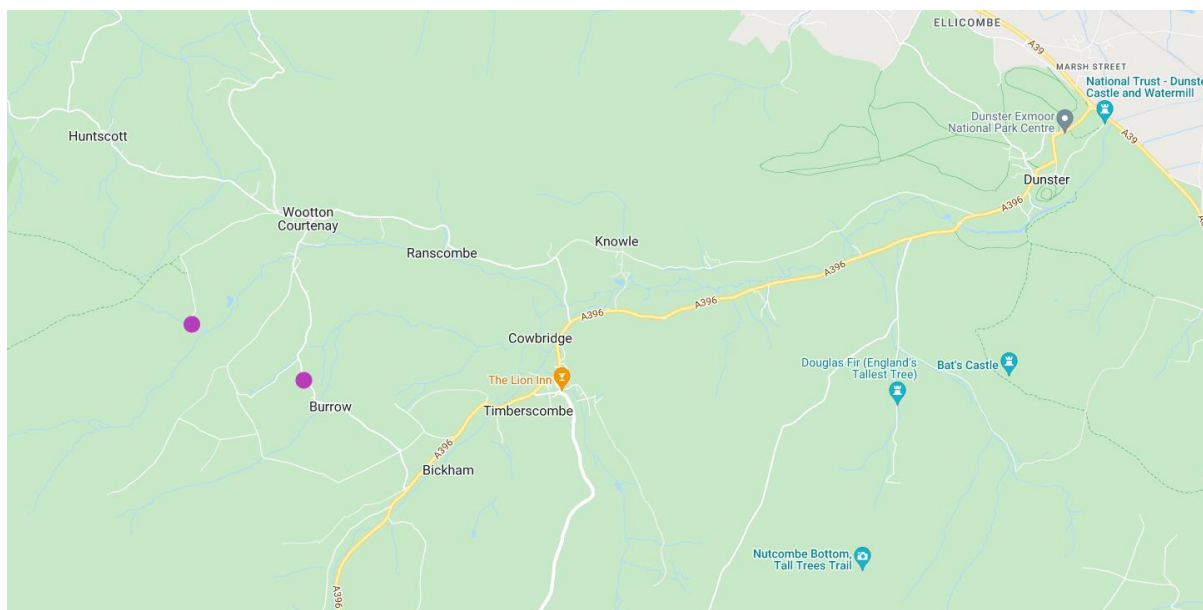 ELLICOMBE
A39
MARSH STREET
National Trust - Dunste
Castle and Watermill
Dunster Exmoor
National Park Centre
A39
Huntscott
Dunster
A396
Wootton
Courtenay
Knowle
Ranscombe
A396
A396
A396
Cowbridge
The Lion Inn
Douglas Fir (England's
Tallest Tree)
Bat's Castle
Burrow
Timberscombe
A396
Bickham
Nutcombe Bottom,
Tall Trees Trail
A396